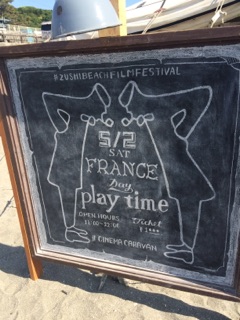 #ZUSHIBEACHFILMFESTIVAL
5/2
SAT
FRANCE
Day
play time
OPEN HOURS
Ticket
#CINEMA CARAVAN